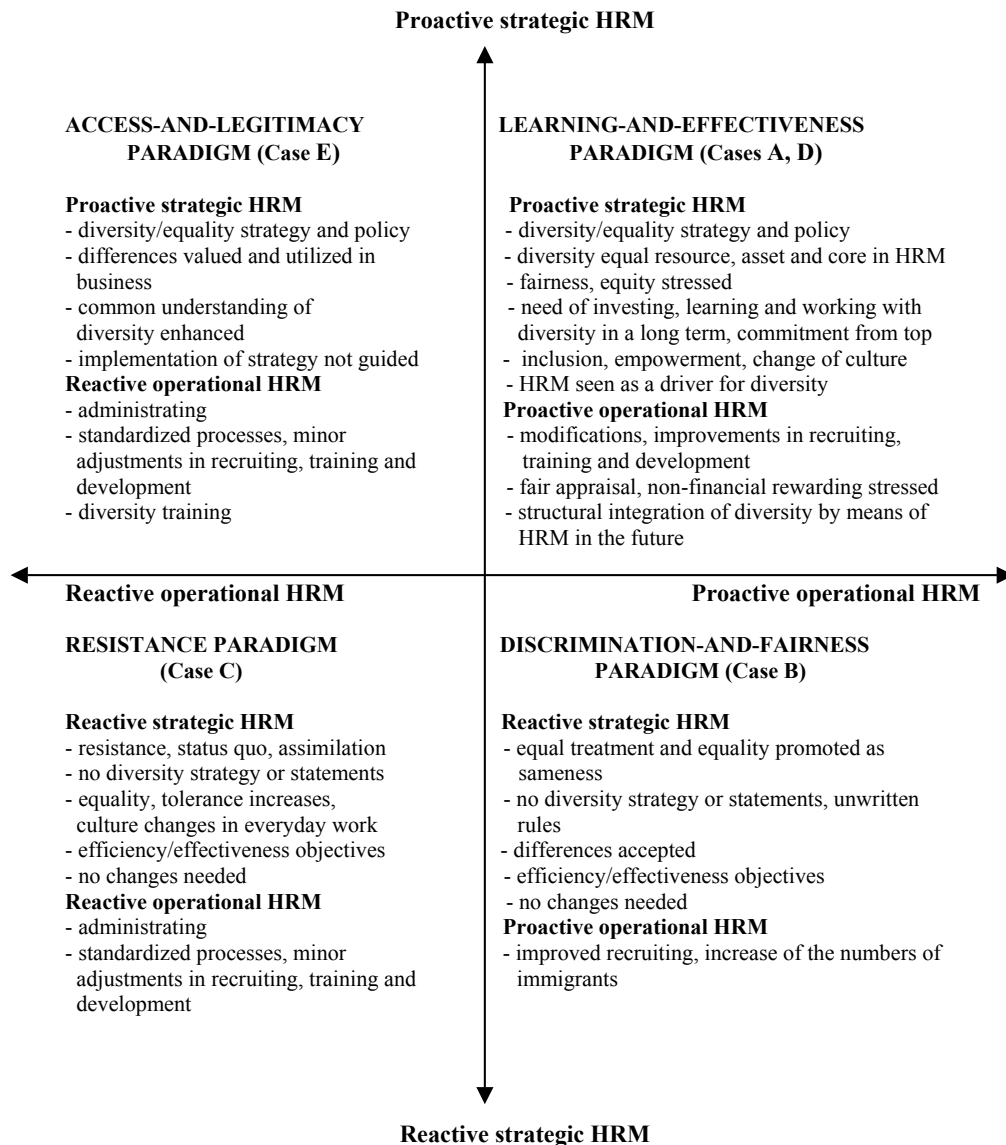 Proactive strategic HRM
ACCESS-AND-LEGITIMACY
PARADIGM (Case E)
Proactive strategic HRM
- diversity/equality strategy and policy
- differences valued and utilized in
business
- common understanding of
diversity enhanced
- implementation of strategy not guided
Reactive operational HRM
- administrating
- standardized processes, minor
adjustments in recruiting, training and
development
- diversity training
LEARNING-AND-EFFECTIVENESS
PARADIGM (Cases A, D)
Proactive strategic HRM
- diversity/equality strategy and policy
- diversity equal resource, asset and core in HRM
- fairness, equity stressed
- need of investing, learning and working with
diversity in a long term, commitment from top
- inclusion, empowerment, change of culture
- HRM seen as a driver for diversity
Proactive operational HRM
- modifications, improvements in recruiting,
training and development
- fair appraisal, non-financial rewarding stressed
- structural integration of diversity by means of
HRM in the future
Reactive operational HRM
Proactive operational HRM
RESISTANCE PARADIGM
(Case C)
Reactive strategic HRM
- resistance, status quo, assimilation
- no diversity strategy or statements
- equality, tolerance increases,
culture changes in everyday work
- efficiency/effectiveness objectives
- no changes needed
Reactive operational HRM
- administrating
- standardized processes, minor
adjustments in recruiting, training and
development
DISCRIMINATION-AND-FAIRNESS
PARADIGM (Case B)
Reactive strategic HRM
- equal treatment and equality promoted as
sameness
- no diversity strategy or statements, unwritten
rules
- differences accepted
- efficiency/effectiveness objectives
- no changes needed
Proactive operational HRM
- improved recruiting, increase of the numbers of
immigrants
Reactive strategic HRM